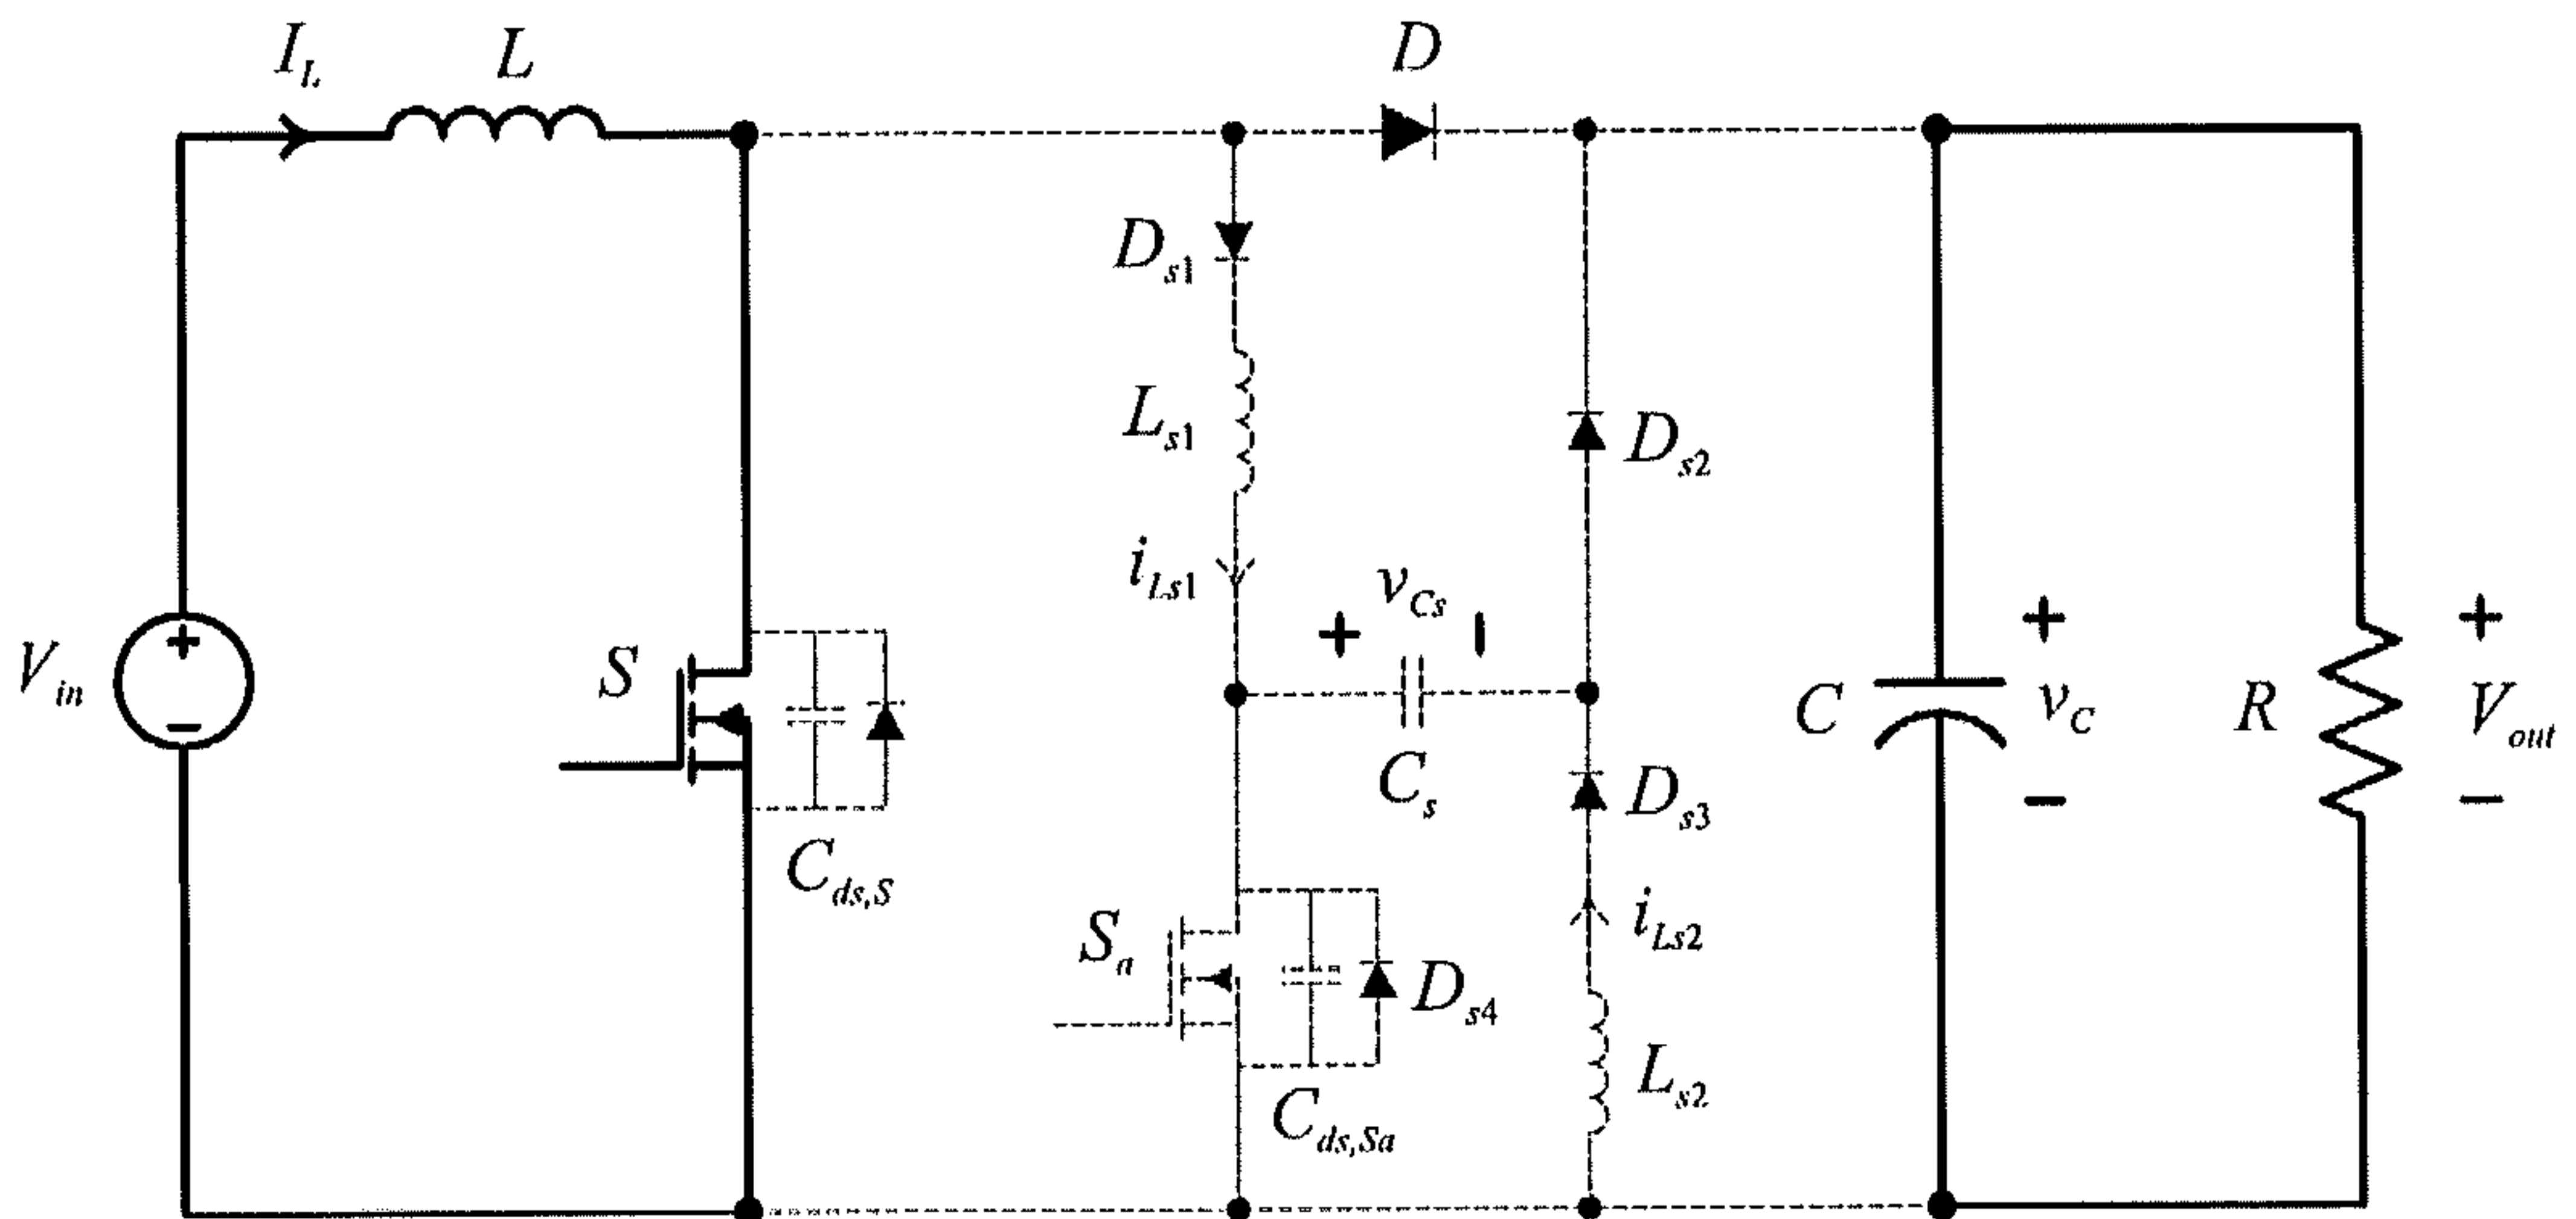 I_L
L
D
D_s1
L_s1
D_s2
i_Ls1
v_Cs
+
V_in
+
−
S
C_ds,S
C_s
D_s3
C
+
v_C
−
R
+
V_out
−
S_a
D_s4
C_ds,Sa
i_Ls2
L_s2